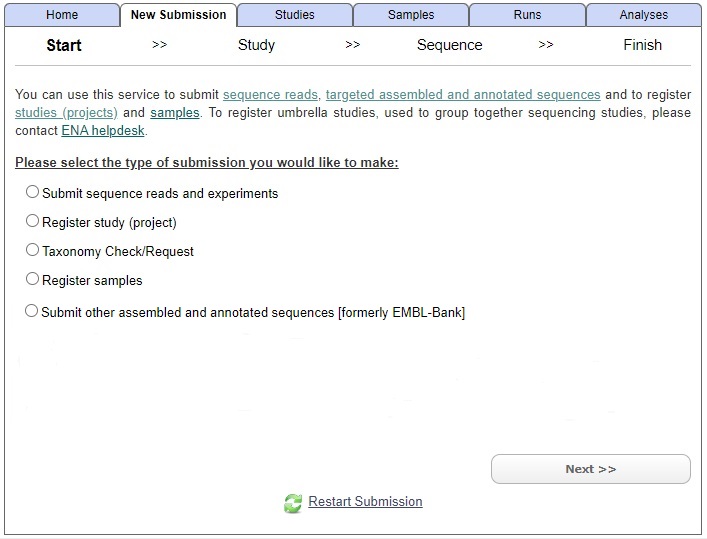 Home New Submission Studies Samples Runs Analyses
Start >> Study >> Sequence >> Finish
You can use this service to submit sequence reads, targeted assembled and annotated sequences and to register
studies (projects) and samples. To register umbrella studies, used to group together sequencing studies, please
contact ENA helpdesk.
Please select the type of submission you would like to make:
Submit sequence reads and experiments
Register study (project)
Taxonomy Check/Request
Register samples
Submit other assembled and annotated sequences [formerly EMBL-Bank]
Next >>
Restart Submission